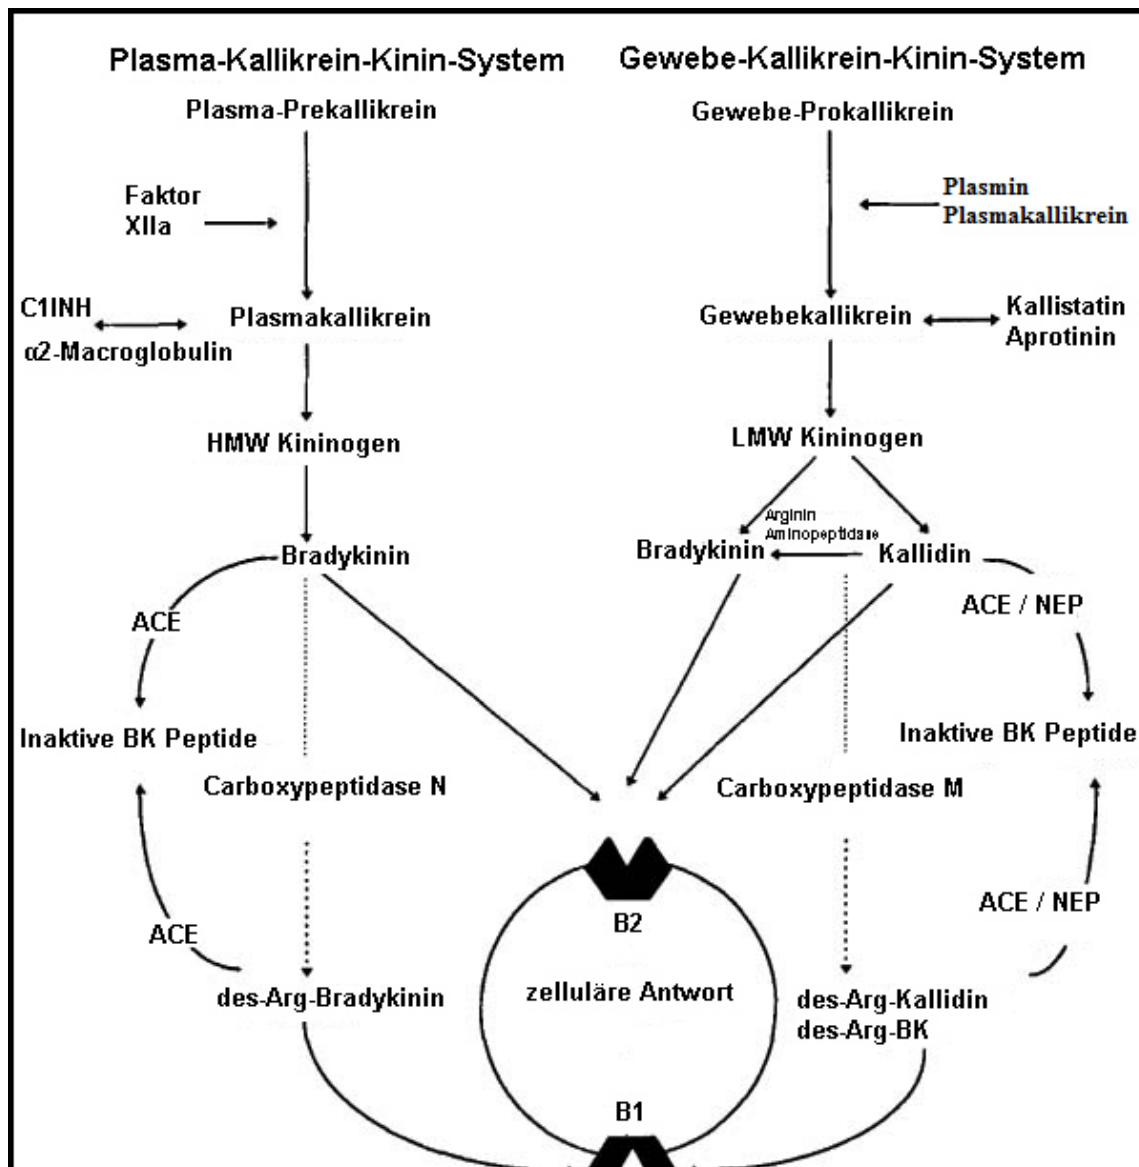 Plasma-Kallikrein-Kinin-System
Gewebe-Kallikrein-Kinin-System
Plasma-Prekallikrein
Gewebe-Prokallikrein
Faktor
XIIa
Plasmin
Plasmakallikrein
C1INH
α2-Macroglobulin
Plasmakallikrein
Gewebekallikrein
Kallistatin
Aprotinin
HMW Kininogen
LMW Kininogen
Arginin
Aminopeptidase
Bradykinin
Bradykinin
Kallidin
ACE
ACE / NEP
Inaktive BK Peptide
Inaktive BK Peptide
Carboxypeptidase N
Carboxypeptidase M
ACE
B2
ACE / NEP
des-Arg-Bradykinin
zelluläre Antwort
des-Arg-Kallidin
des-Arg-BK
B1